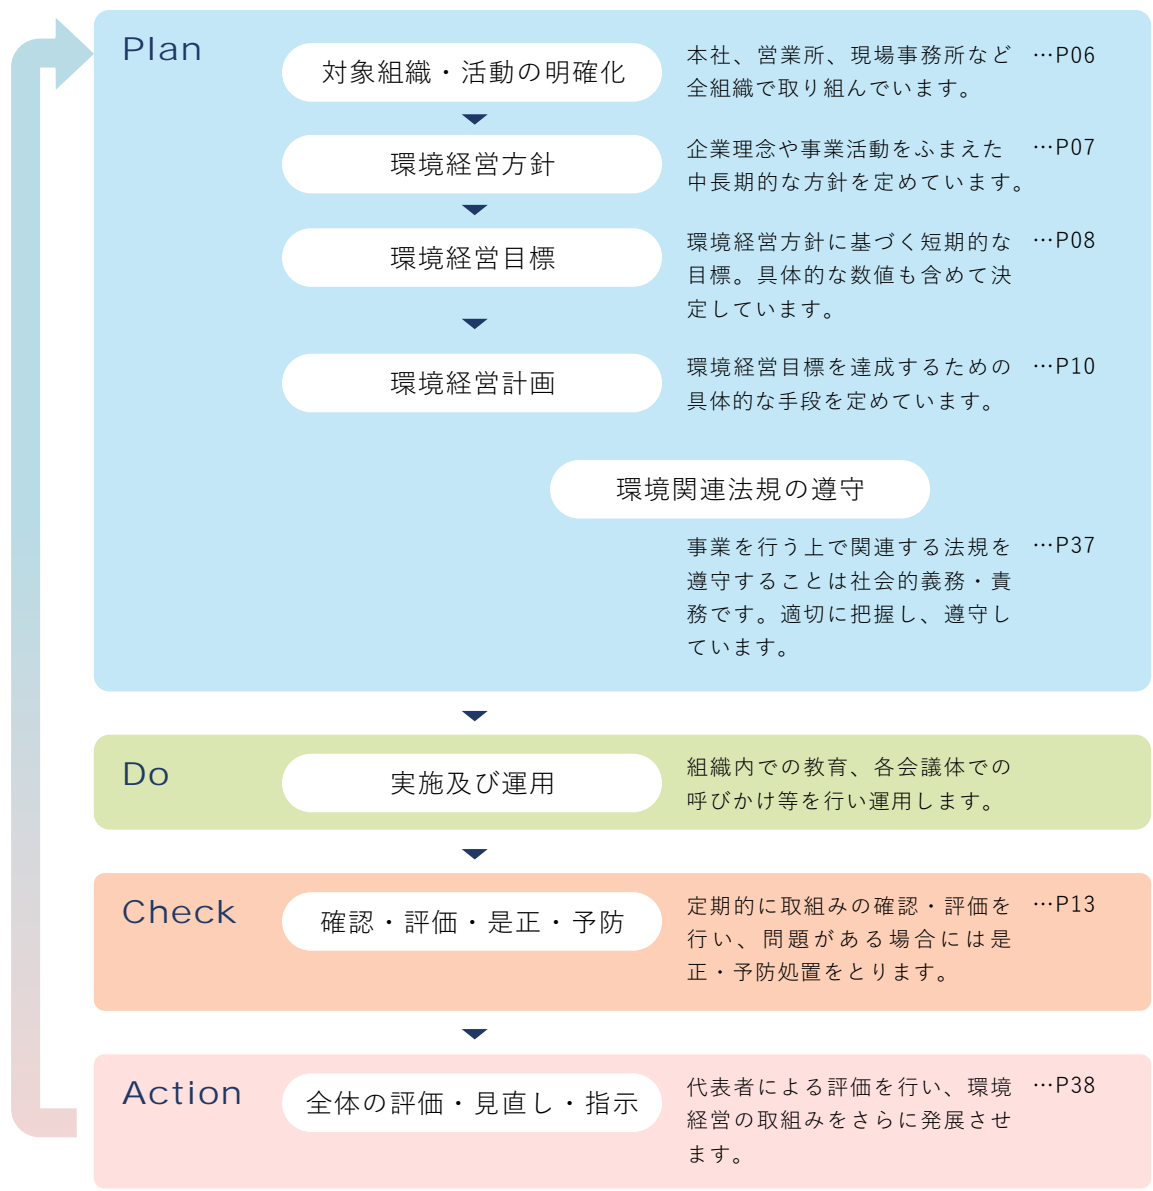 Plan
対象組織・活動の明確化
本社、営業所、現場事務所など …P06
全組織で取り組んでいます。
環境経営方針
企業理念や事業活動をふまえた …P07
中長期的な方針を定めています。
環境経営目標
環境経営方針に基づく短期的な …P08
目標。具体的な数値も含めて決
定しています。
環境経営計画
環境経営目標を達成するための …P10
具体的な手段を定めています。
環境関連法規の遵守
事業を行う上で関連する法規を …P37
遵守することは社会的義務・責
務です。適切に把握し、遵守し
ています。
Do
実施及び運用
組織内での教育、各会議体での
呼びかけ等を行い運用します。
Check
確認・評価・是正・予防
定期的に取組みの確認・評価を …P13
行い、問題がある場合には是
正・予防処置をとります。
Action
全体の評価・見直し・指示
代表者による評価を行い、環境 …P38
経営の取組みをさらに発展させ
ます。